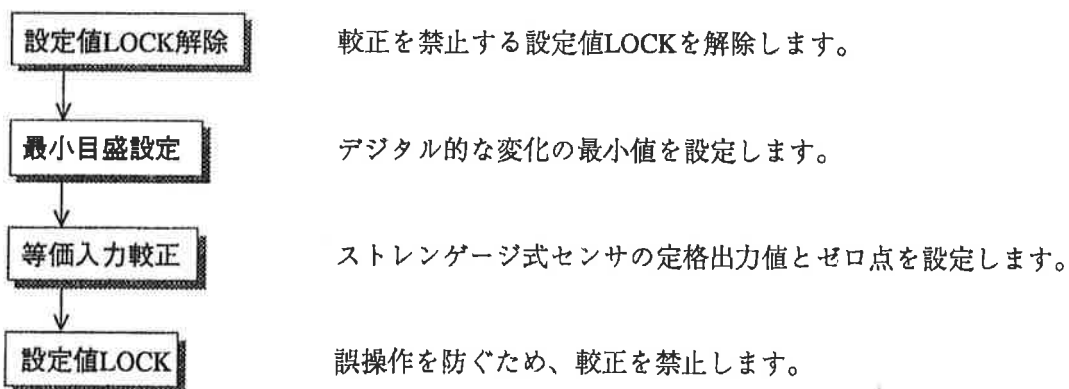 設定値LOCK解除 較正を禁止する設定値LOCKを解除します。
最小目盛設定 デジタル的な変化の最小値を設定します。
等価入力較正 ストレンゲージ式センサの定格出力値とゼロ点を設定します。
設定値LOCK 誤操作を防ぐため、較正を禁止します。